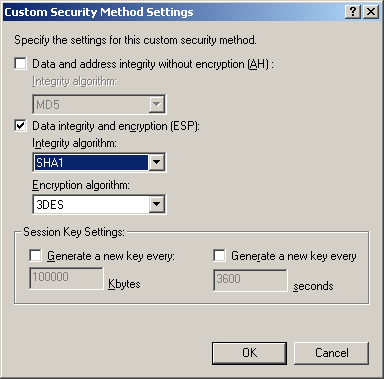 Custom Security Method Settings
Specify the settings for this custom security method.
Data and address integrity without encryption (AH) :
Integrity algorithm:
MD5
Data integrity and encryption (ESP):
Integrity algorithm:
SHA1
Encryption algorithm:
3DES
Session Key Settings:
Generate a new key every: Generate a new key every
100000 Kbytes 3600 seconds
OK Cancel